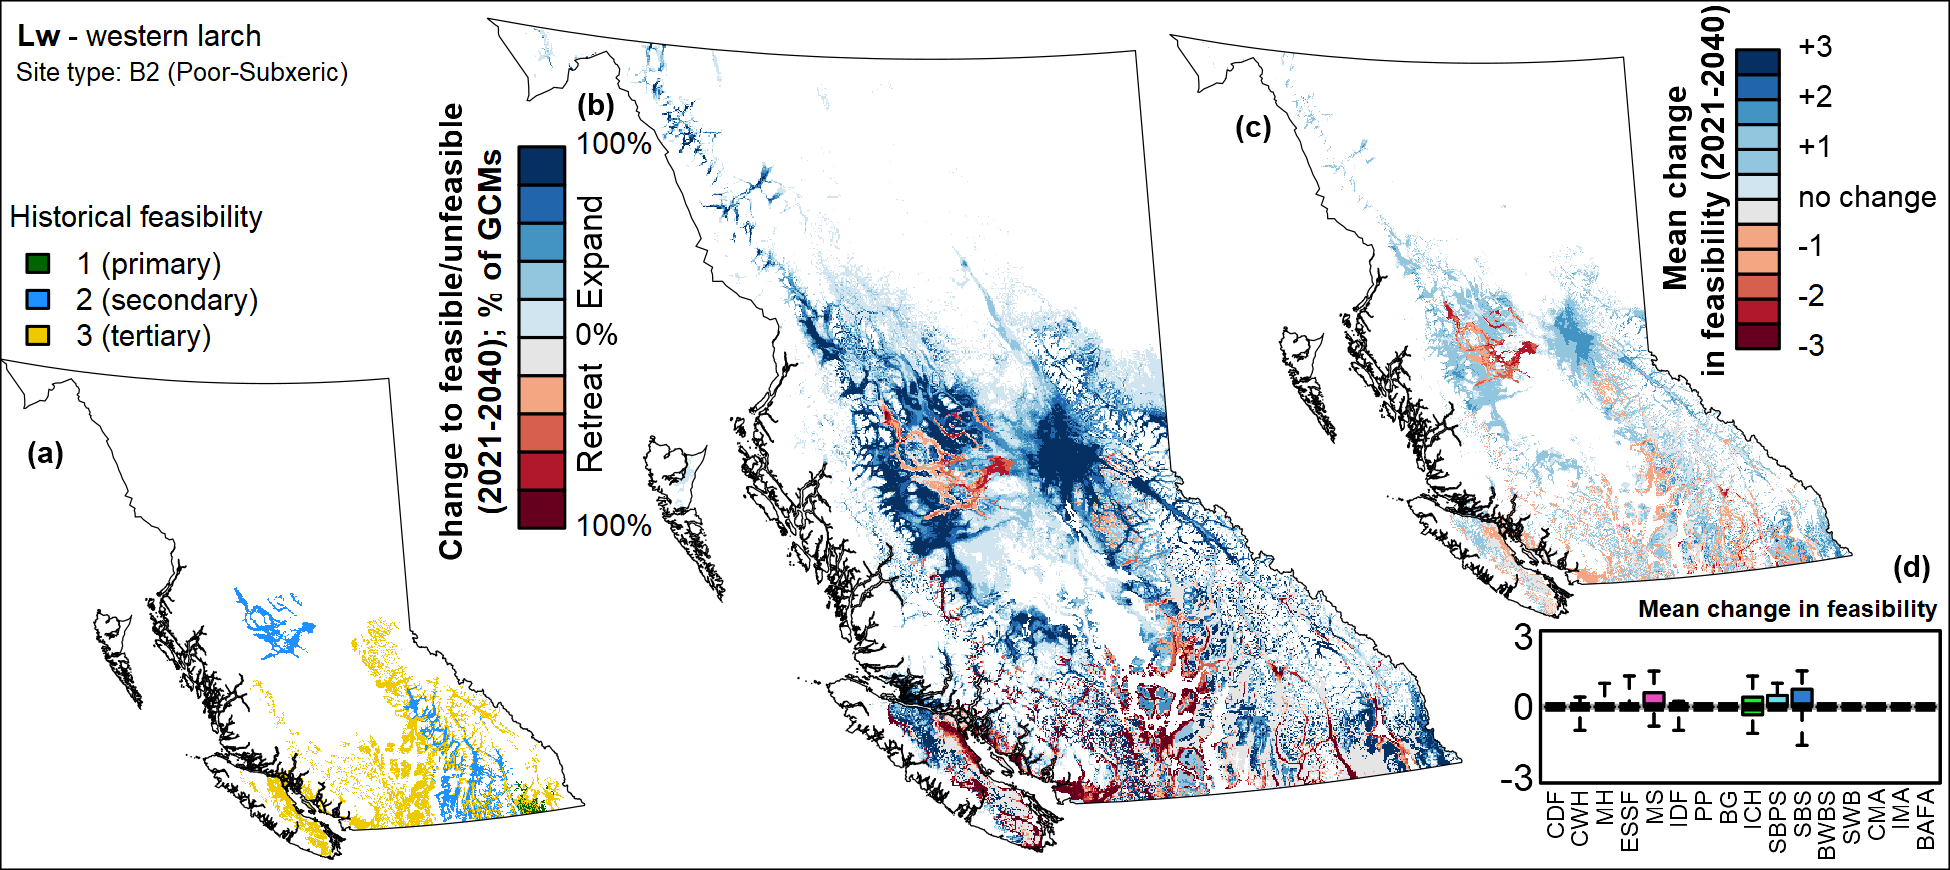 Lw - western larch
Site type: B2 (Poor-Subxeric)
Historical feasibility
1 (primary)
2 (secondary)
3 (tertiary)
(a)
Change to feasible/unfeasible
(2021-2040); % of GCMs
100%
Expand
0%
Retreat
100%
(b)
(c)
Mean change
in feasibility (2021-2040)
+3
+2
+1
no change
-1
-2
-3
(d)
Mean change in feasibility
3
0
-3
CDF
CWH
MH
ESSF
MS
IDF
PP
BG
ICH
SBPS
SBS
BWBS
SWB
CMA
IMA
BAFA